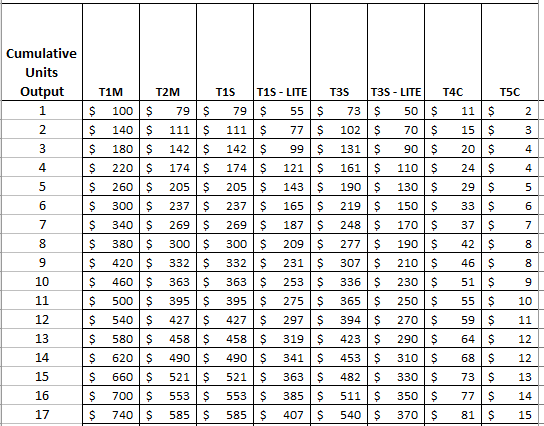 Cumulative Units Output T1M T2M T1S T1S - LITE T3S T3S - LITE T4C T5C
1 $ 100 $ 79 $ 79 $ 55 $ 73 $ 50 $ 11 $ 2
2 $ 140 $ 111 $ 111 $ 77 $ 102 $ 70 $ 15 $ 3
3 $ 180 $ 142 $ 142 $ 99 $ 131 $ 90 $ 20 $ 4
4 $ 220 $ 174 $ 174 $ 121 $ 161 $ 110 $ 24 $ 4
5 $ 260 $ 205 $ 205 $ 143 $ 190 $ 130 $ 29 $ 5
6 $ 300 $ 237 $ 237 $ 165 $ 219 $ 150 $ 33 $ 6
7 $ 340 $ 269 $ 269 $ 187 $ 248 $ 170 $ 37 $ 7
8 $ 380 $ 300 $ 300 $ 209 $ 277 $ 190 $ 42 $ 8
9 $ 420 $ 332 $ 332 $ 231 $ 307 $ 210 $ 46 $ 8
10 $ 460 $ 363 $ 363 $ 253 $ 336 $ 230 $ 51 $ 9
11 $ 500 $ 395 $ 395 $ 275 $ 365 $ 250 $ 55 $ 10
12 $ 540 $ 427 $ 427 $ 297 $ 394 $ 270 $ 59 $ 11
13 $ 580 $ 458 $ 458 $ 319 $ 423 $ 290 $ 64 $ 12
14 $ 620 $ 490 $ 490 $ 341 $ 453 $ 310 $ 68 $ 12
15 $ 660 $ 521 $ 521 $ 363 $ 482 $ 330 $ 73 $ 13
16 $ 700 $ 553 $ 553 $ 385 $ 511 $ 350 $ 77 $ 14
17 $ 740 $ 585 $ 585 $ 407 $ 540 $ 370 $ 81 $ 15